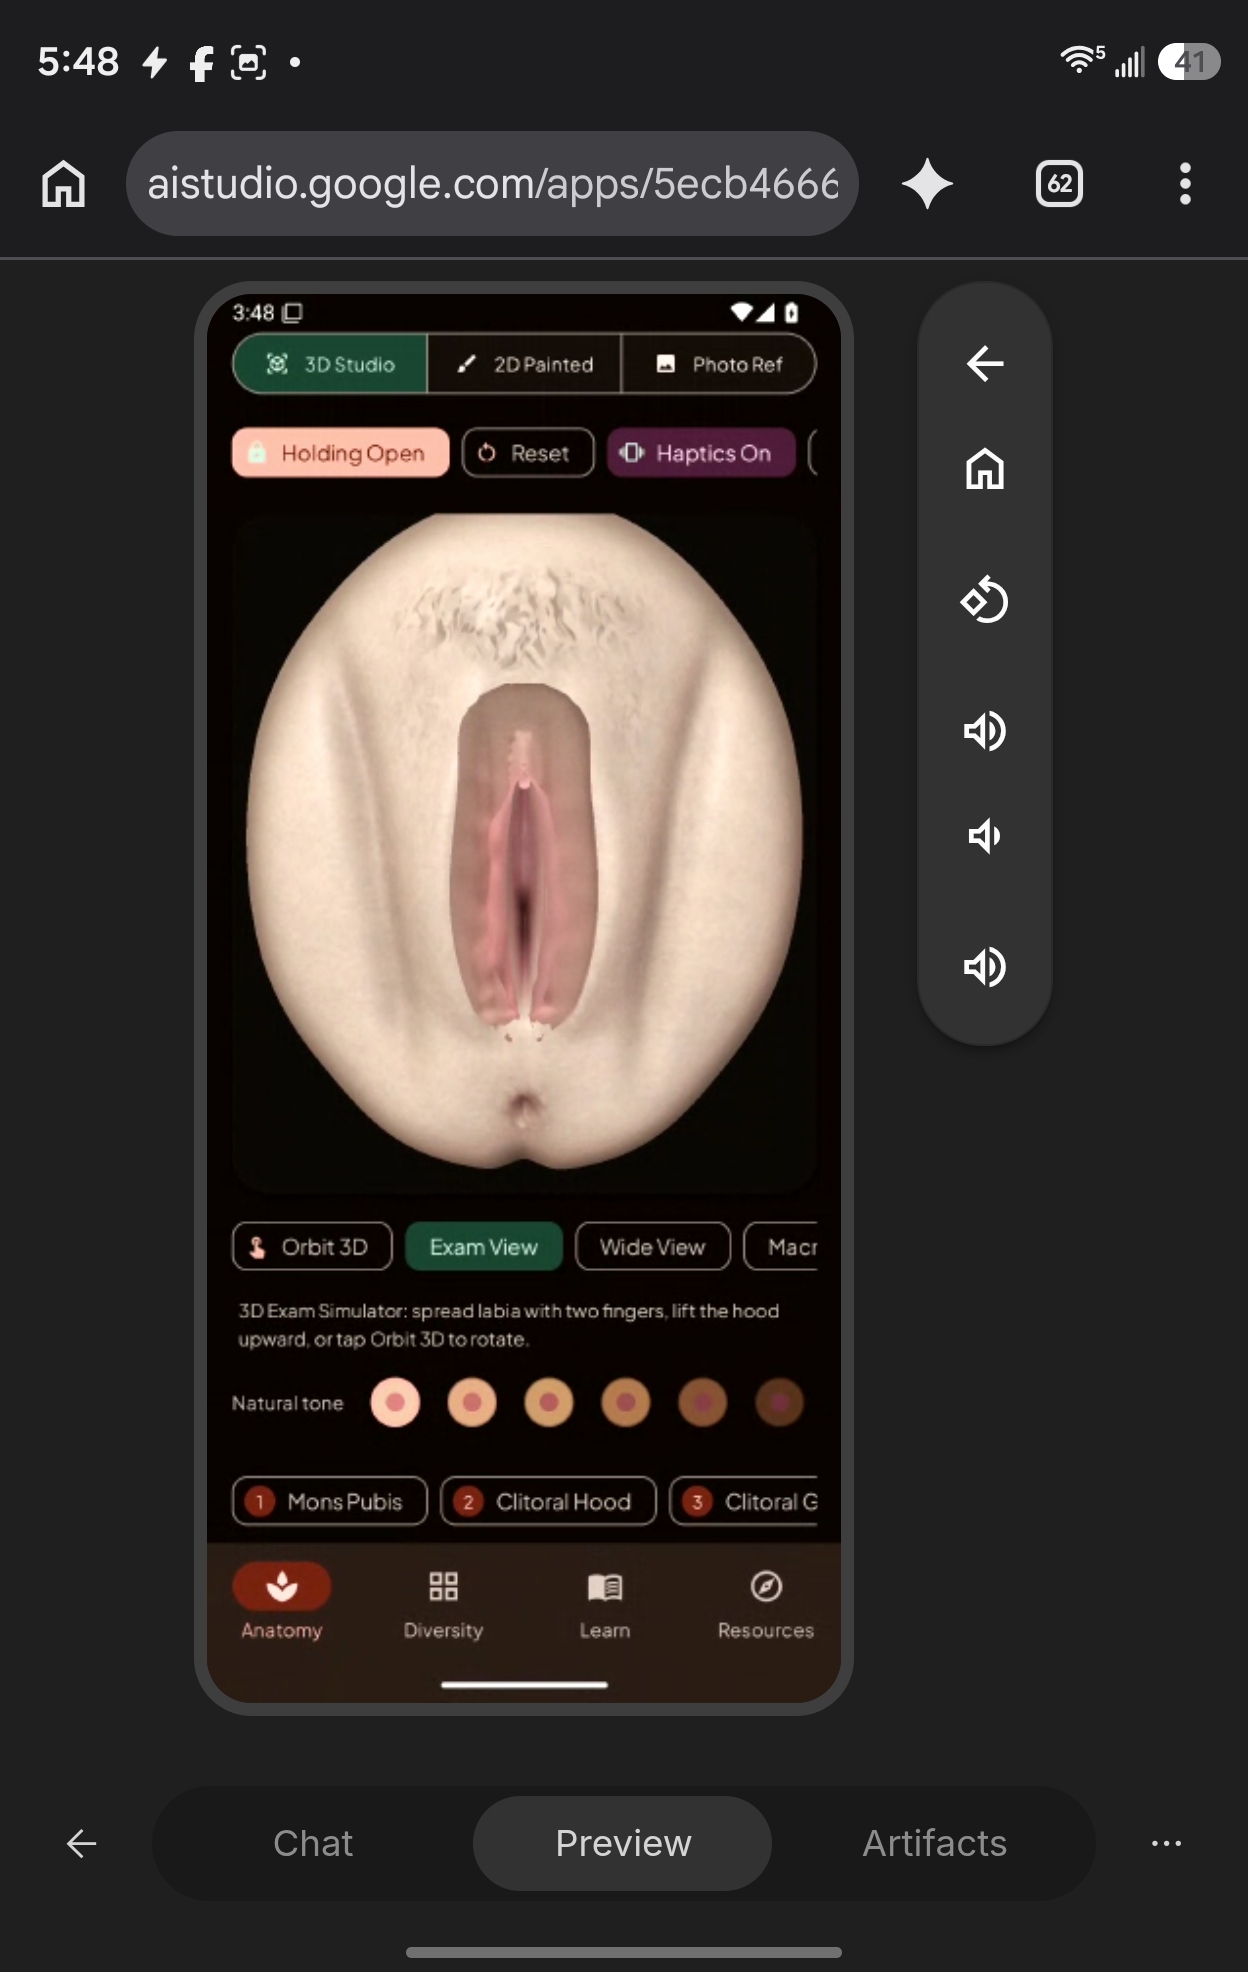 5:48
5
41
aistudio.google.com/apps/5ecb4666
62
3:48
3D Studio
2D Painted
Photo Ref
Holding Open
Reset
Haptics On
Orbit 3D
Exam View
Wide View
Macr
3D Exam Simulator: spread labia with two fingers, lift the hood
upward, or tap Orbit 3D to rotate.
Natural tone
1 Mons Pubis
2 Clitoral Hood
3 Clitoral G
Anatomy
Diversity
Learn
Resources
Chat
Preview
Artifacts